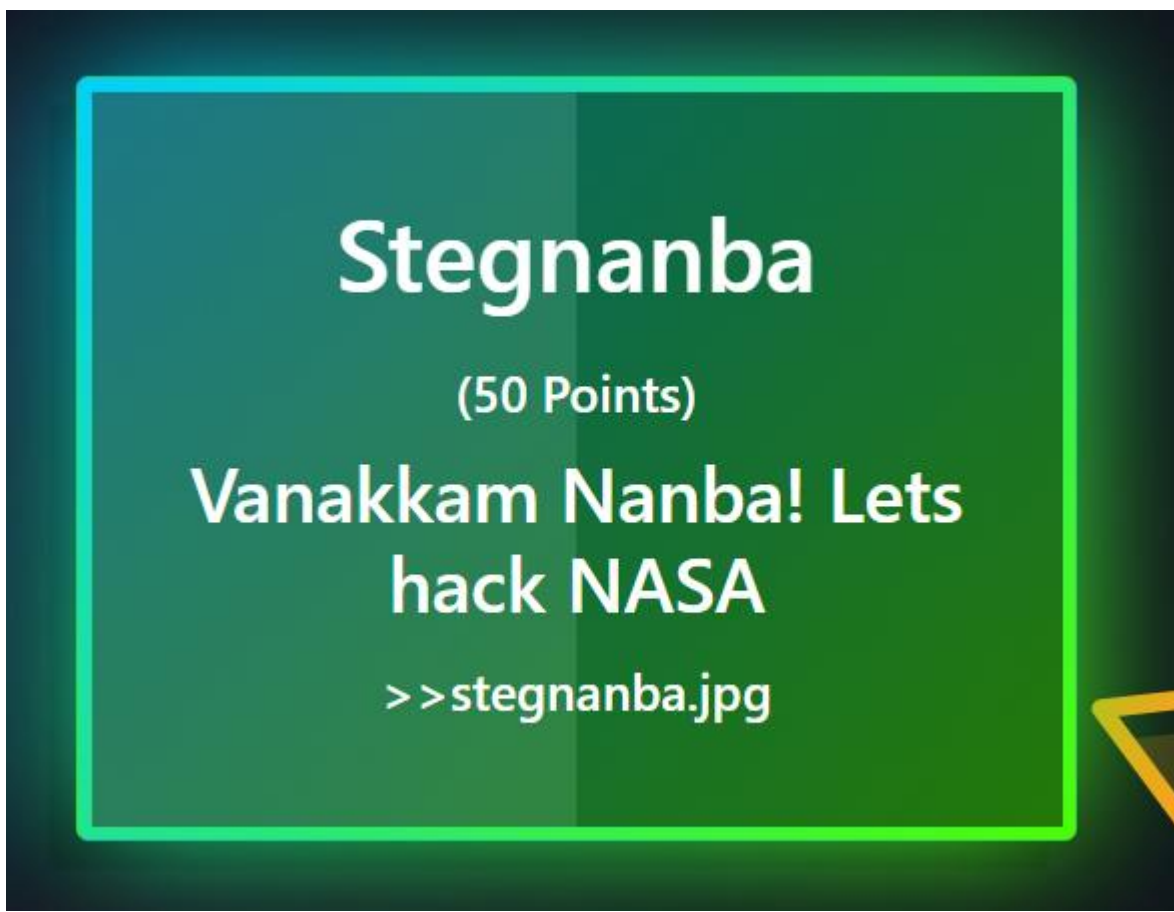 Stegnanba
(50 Points)
Vanakkam Nanba! Lets
hack NASA
>>stegnanba.jpg